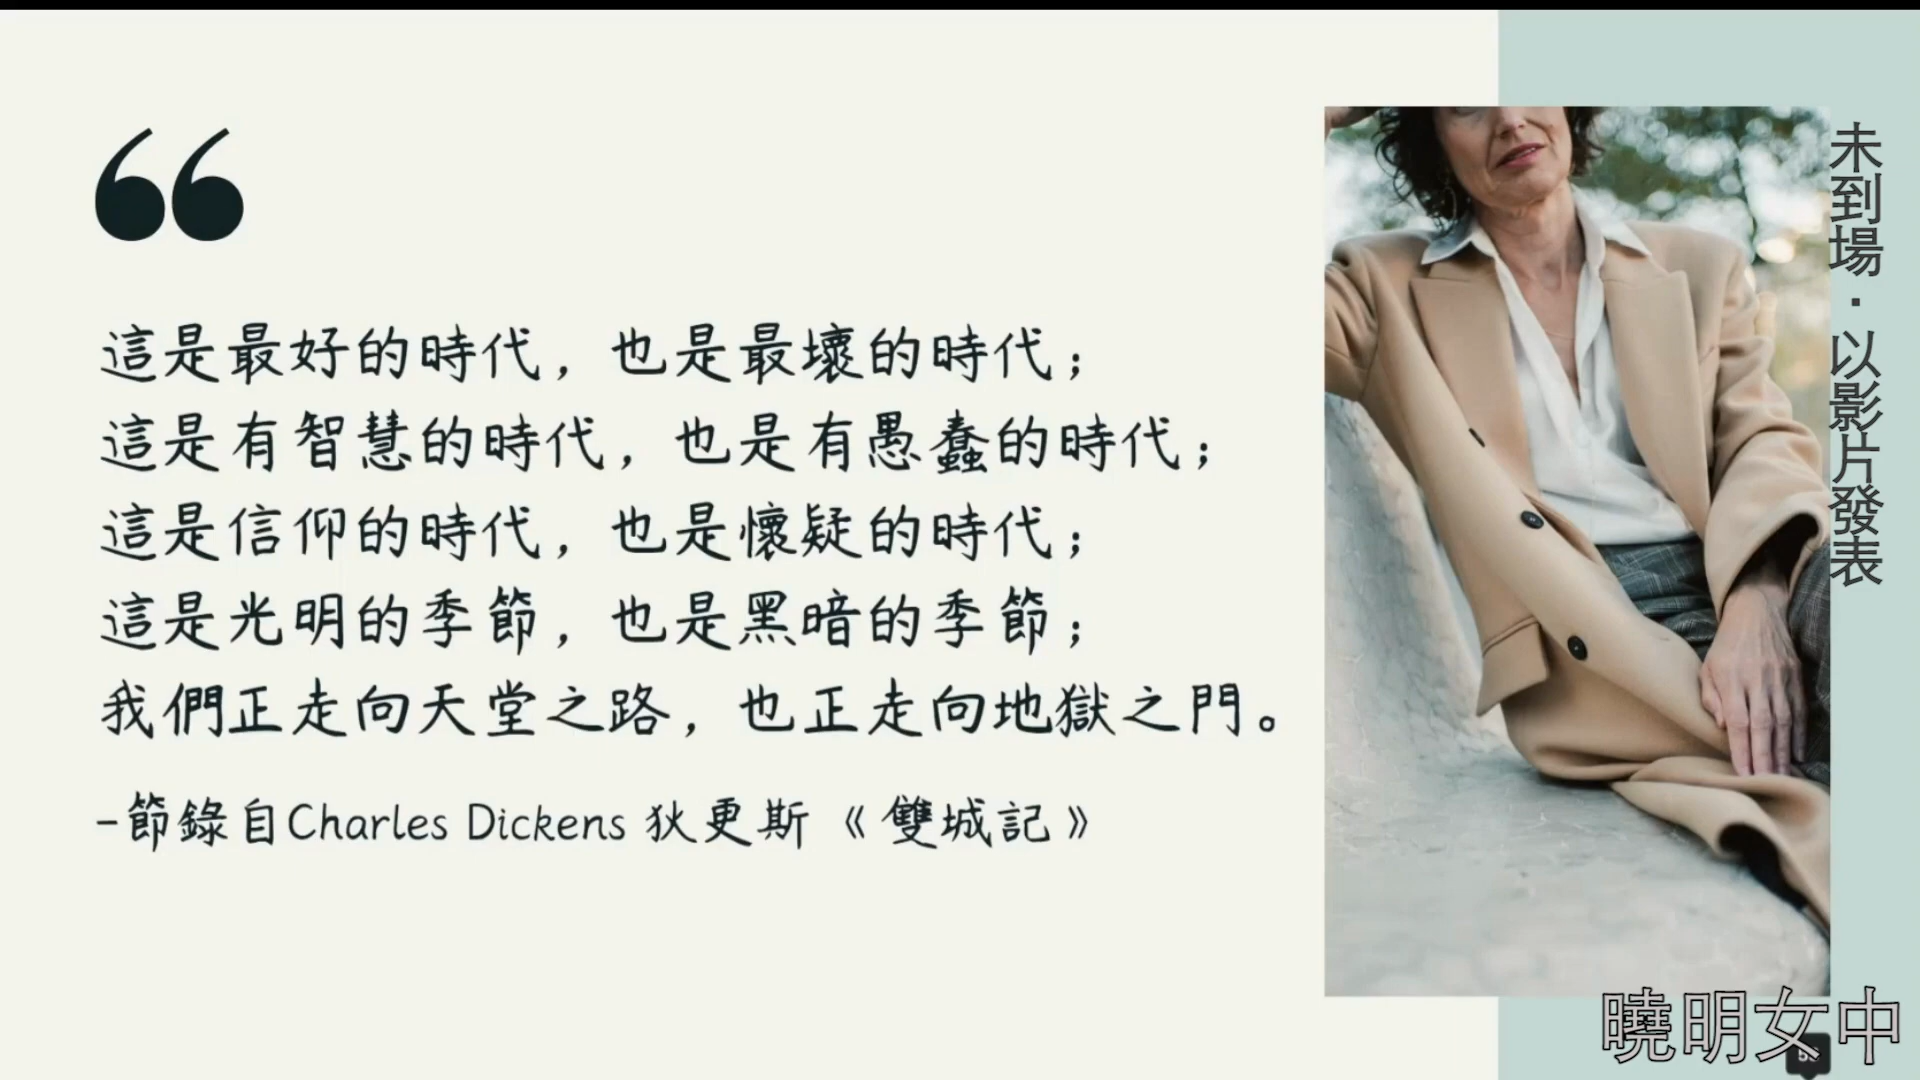 這是最好的時代，也是最壞的時代；
這是有智慧的時代，也是有愚蠢的時代；
這是信仰的時代，也是懷疑的時代；
這是光明的季節，也是黑暗的季節；
我們正走向天堂之路，也正走向地獄之門。
-節錄自Charles Dickens 狄更斯《雙城記》
未到場·以影片發表
曉明女中